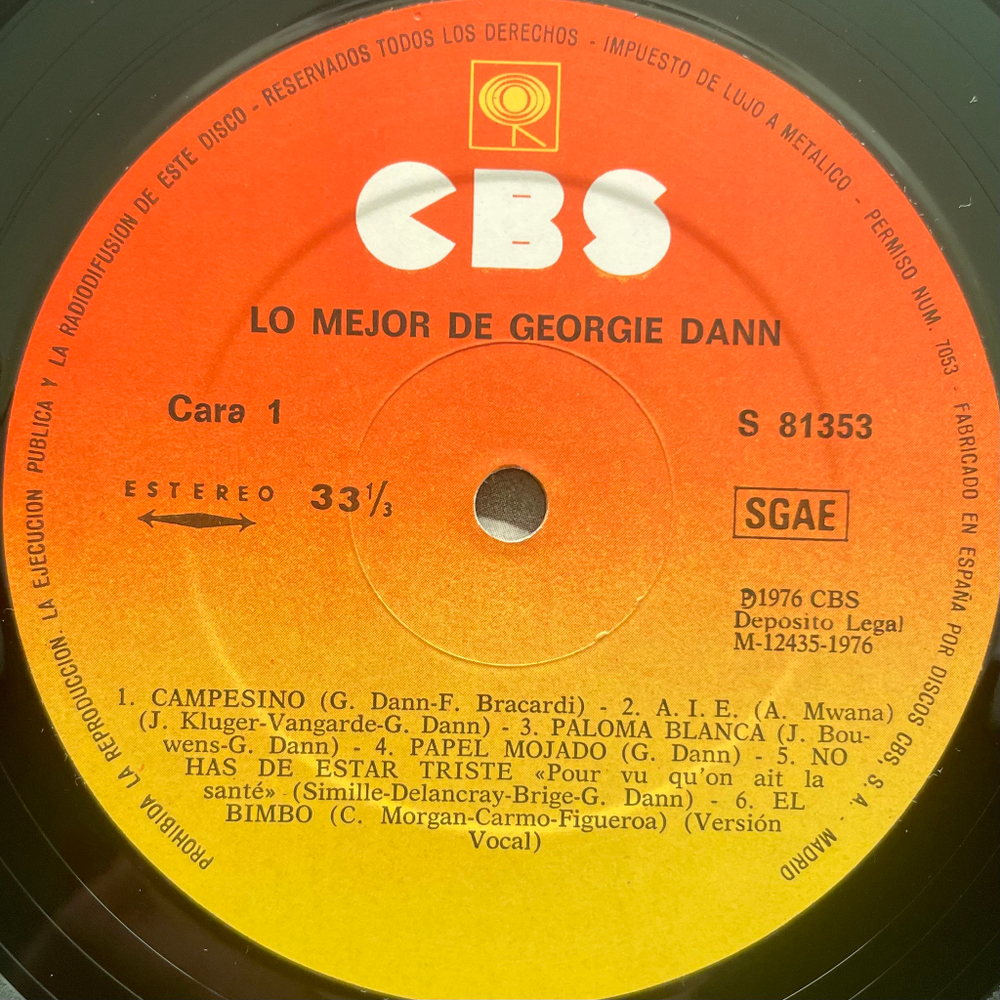 PROHIBIDA LA REPRODUCCION, LA EJECUCION PUBLICA Y LA RADIODIFUSION DE ESTE DISCO - RESERVADOS TODOS LOS DERECHOS - IMPUESTO DE LUJO A METALICO - PERMISO NUM. 7053 - FABRICADO EN ESPAÑA POR DISCOS CBS, S. A. - MADRID
CBS
LO MEJOR DE GEORGIE DANN
Cara 1
S 81353
ESTEREO 33 1/3
SGAE
Ⓟ1976 CBS
Deposito Legal
M-12435-1976
1. CAMPESINO (G. Dann-F. Bracardi) - 2. A. I. E. (A. Mwana)
(J. Kluger-Vangarde-G. Dann) - 3. PALOMA BLANCA (J. Bou-
wens-G. Dann) - 4. PAPEL MOJADO (G. Dann) - 5. NO
HAS DE ESTAR TRISTE «Pour vu qu'on ait la
santé» (Simille-Delancray-Brige-G. Dann) - 6. EL
BIMBO (C. Morgan-Carmo-Figueroa) (Versión
Vocal)